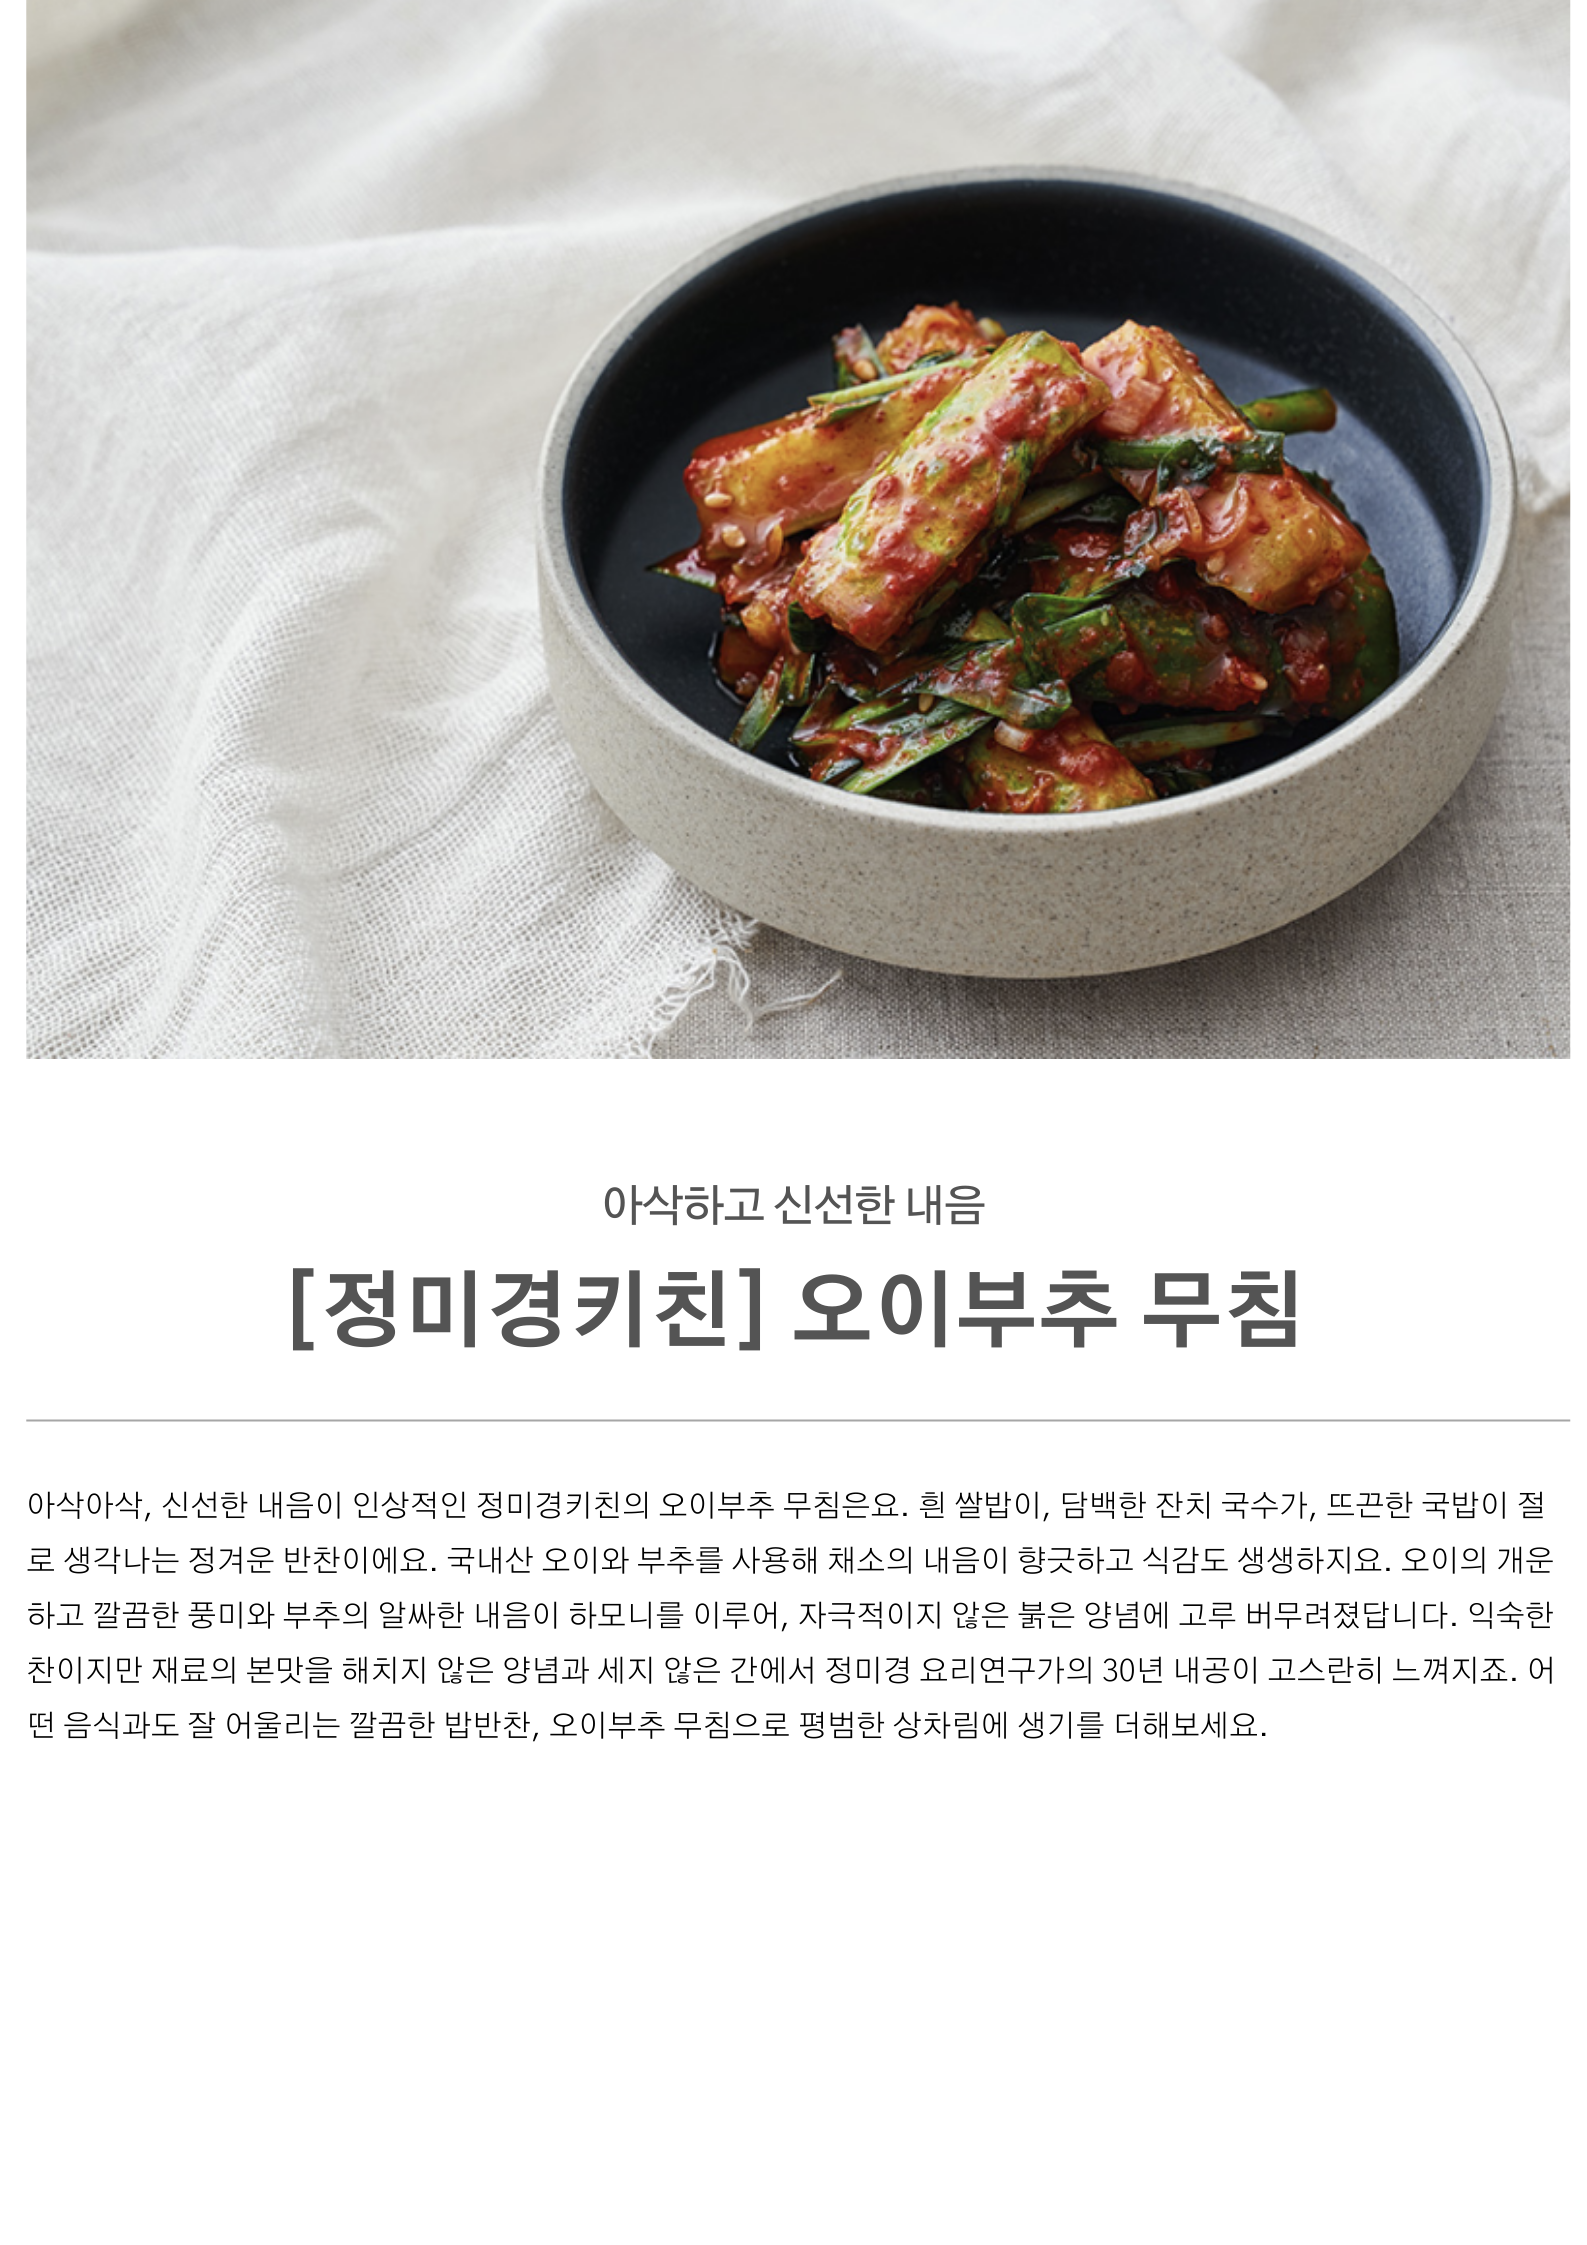 아삭하고 신선한 내음
[정미경키친] 오이부추 무침
아삭아삭, 신선한 내음이 인상적인 정미경키친의 오이부추 무침은요. 흰 쌀밥이, 담백한 잔치 국수가, 뜨끈한 국밥이 절
로 생각나는 정겨운 반찬이에요. 국내산 오이와 부추를 사용해 채소의 내음이 향긋하고 식감도 생생하지요. 오이의 개운
하고 깔끔한 풍미와 부추의 알싸한 내음이 하모니를 이루어, 자극적이지 않은 붉은 양념에 고루 버무려졌답니다. 익숙한
찬이지만 재료의 본맛을 해치지 않은 양념과 세지 않은 간에서 정미경 요리연구가의 30년 내공이 고스란히 느껴지죠. 어
떤 음식과도 잘 어울리는 깔끔한 밥반찬, 오이부추 무침으로 평범한 상차림에 생기를 더해보세요.